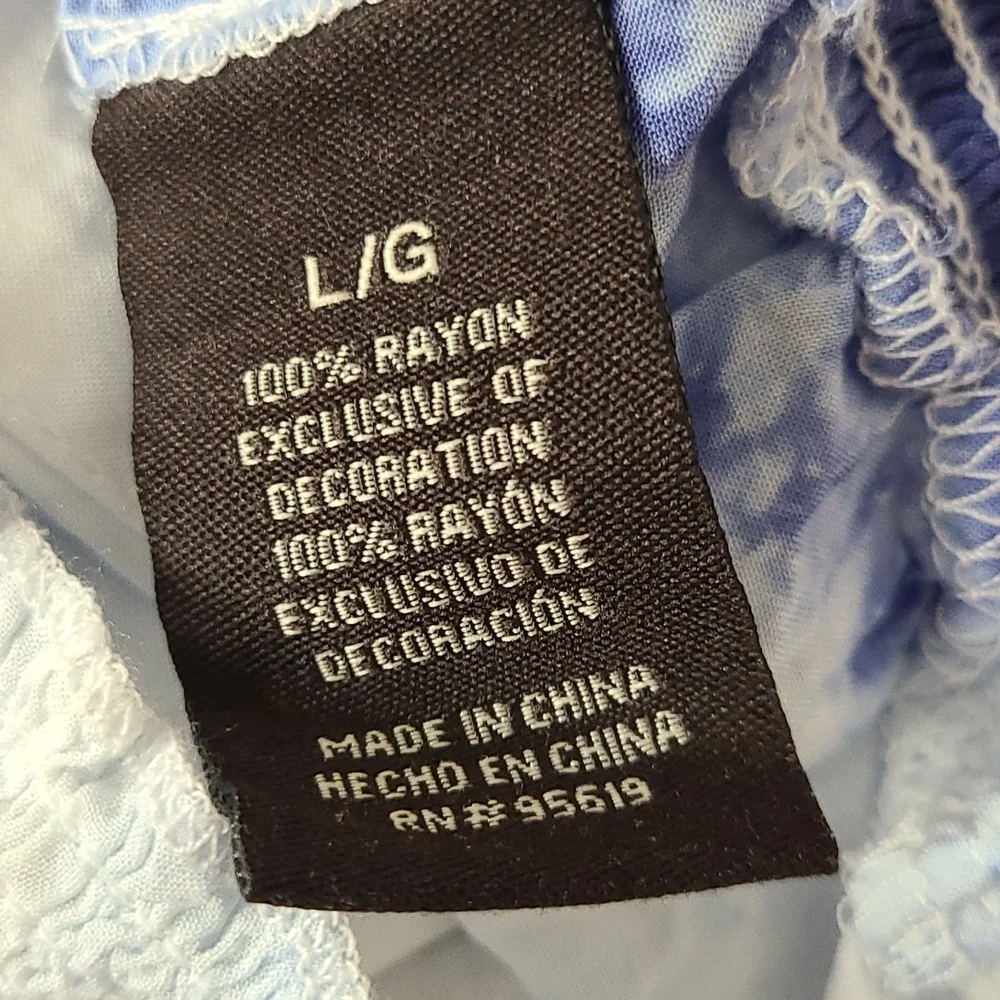 L/G
100% RAYON
EXCLUSIVE OF
DECORATION
100% RAYÓN
EXCLUSIVO DE
DECORACIÓN
MADE IN CHINA
HECHO EN CHINA
RN# 95619